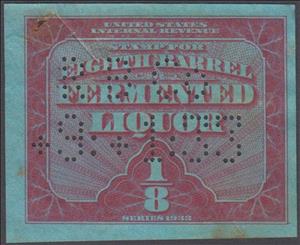 UNITED STATES
INTERNAL REVENUE
STAMP FOR
EIGHTH BARREL
FERMENTED
LIQUOR
1/8
SERIES 1933